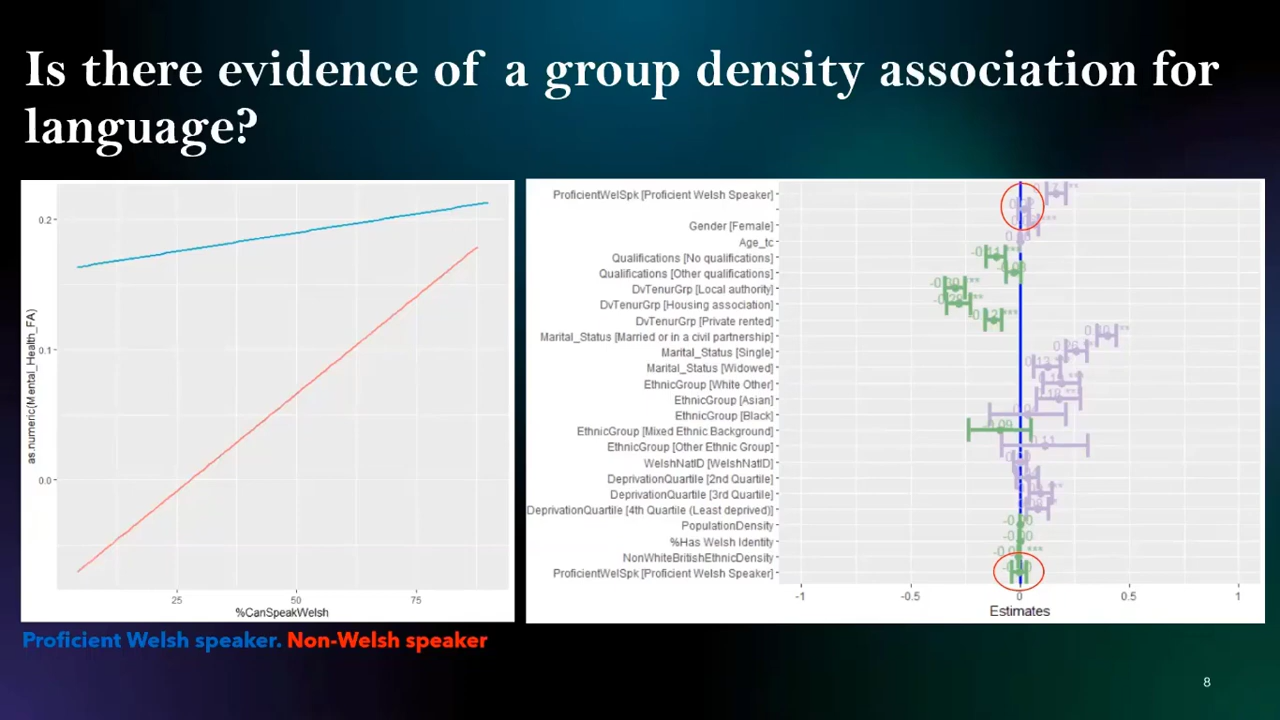 Is there evidence of a group density association for
language?
as.numeric(Mental_Health_FA)
0.2
0.1
0.0
25
50
75
%CanSpeakWelsh
Proficient Welsh speaker. Non-Welsh speaker
ProficientWelSpk [Proficient Welsh Speaker]
Gender [Female]
Age_tc
Qualifications [No qualifications]
Qualifications [Other qualifications]
DvTenurGrp [Local authority]
DvTenurGrp [Housing association]
DvTenurGrp [Private rented]
Marital_Status [Married or in a civil partnership]
Marital_Status [Single]
Marital_Status [Widowed]
EthnicGroup [White Other]
EthnicGroup [Asian]
EthnicGroup [Black]
EthnicGroup [Mixed Ethnic Background]
EthnicGroup [Other Ethnic Group]
WelshNatID [WelshNatID]
DeprivationQuartile [2nd Quartile]
DeprivationQuartile [3rd Quartile]
DeprivationQuartile [4th Quartile (Least deprived)]
PopulationDensity
%Has Welsh Identity
NonWhiteBritishEthnicDensity
ProficientWelSpk [Proficient Welsh Speaker]
-1
-0.5
0
0.5
1
Estimates
8